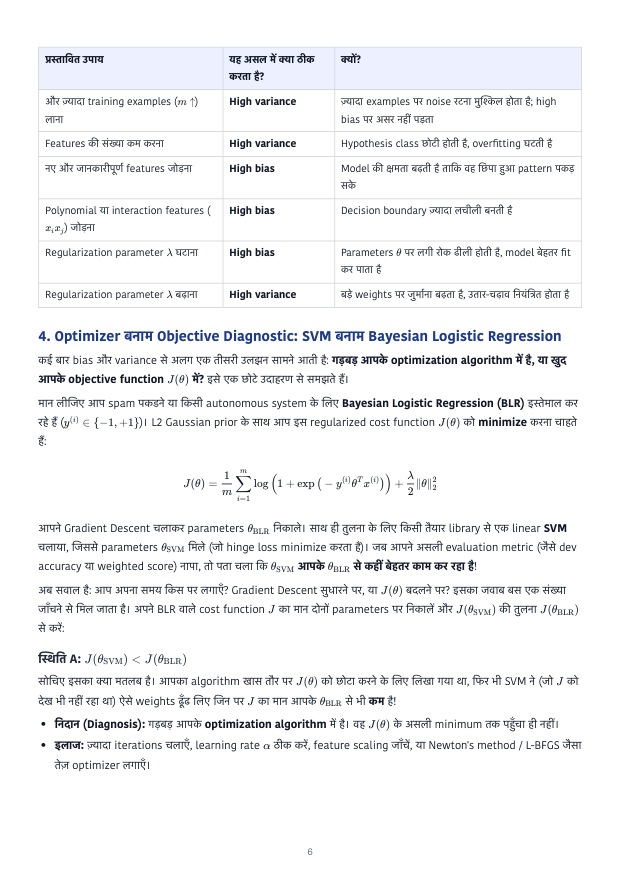 प्रस्तावित उपाय
यह असल में क्या ठीक
करता है?
क्यों?
और ज़्यादा training examples (m ↑)
लाना
High variance
ज़्यादा examples पर noise रटना मुश्किल होता है; high
bias पर असर नहीं पड़ता
Features की संख्या कम करना
High variance
Hypothesis class छोटी होती है, overfitting घटती है
नए और जानकारीपूर्ण features जोड़ना
High bias
Model की क्षमता बढ़ती है ताकि वह छिपा हुआ pattern पकड़
सके
Polynomial या interaction features (
x_i x_j) जोड़ना
High bias
Decision boundary ज़्यादा लचीली बनती है
Regularization parameter λ घटाना
High bias
Parameters θ पर लगी रोक ढीली होती है, model बेहतर fit
कर पाता है
Regularization parameter λ बढ़ाना
High variance
बड़े weights पर जुर्माना बढ़ता है, उतार-चढ़ाव नियंत्रित होता है
4. Optimizer बनाम Objective Diagnostic: SVM बनाम Bayesian Logistic Regression
कई बार bias और variance से अलग एक तीसरी उलझन सामने आती है: गड़बड़ आपके optimization algorithm में है, या खुद
आपके objective function J(θ) में? इसे एक छोटे उदाहरण से समझते हैं।
मान लीजिए आप spam पकड़ने या किसी autonomous system के लिए Bayesian Logistic Regression (BLR) इस्तेमाल कर
रहे हैं (y^{(i)} ∈ {−1, +1})। L2 Gaussian prior के साथ आप इस regularized cost function J(θ) को minimize करना चाहते
हैं:
J(θ) = \frac{1}{m} \sum_{i=1}^{m} log (1 + exp ( − y^{(i)} θ^T x^{(i)})) + \frac{λ}{2} ‖θ‖_2^2
आपने Gradient Descent चलाकर parameters θ_BLR निकाले। साथ ही तुलना के लिए किसी तैयार library से एक linear SVM
चलाया, जिससे parameters θ_SVM मिले (जो hinge loss minimize करता है)। जब आपने असली evaluation metric (जैसे dev
accuracy या weighted score) नापा, तो पता चला कि θ_SVM आपके θ_BLR से कहीं बेहतर काम कर रहा है!
अब सवाल है: आप अपना समय किस पर लगाएँ? Gradient Descent सुधारने पर, या J(θ) बदलने पर? इसका जवाब बस एक संख्या
जाँचने से मिल जाता है। अपने BLR वाले cost function J का मान दोनों parameters पर निकालें और J(θ_SVM) की तुलना J(θ_BLR)
से करें:
स्थिति A: J(θ_SVM) < J(θ_BLR)
सोचिए इसका क्या मतलब है। आपका algorithm खास तौर पर J(θ) को छोटा करने के लिए लिखा गया था, फिर भी SVM ने (जो J को
देख भी नहीं रहा था) ऐसे weights ढूँढ लिए जिन पर J का मान आपके θ_BLR से भी कम है!
• निदान (Diagnosis): गड़बड़ आपके optimization algorithm में है। वह J(θ) के असली minimum तक पहुँचा ही नहीं।
• इलाज: ज़्यादा iterations चलाएँ, learning rate α ठीक करें, feature scaling जाँचें, या Newton's method / L-BFGS जैसा
तेज़ optimizer लगाएँ।
6